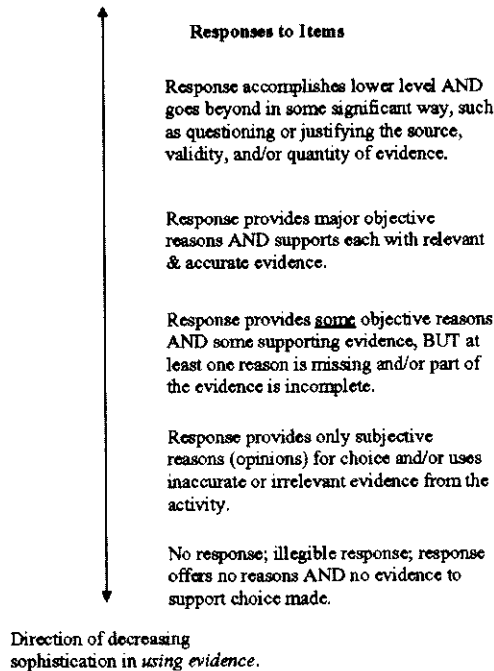 Responses to Items
Response accomplishes lower level AND
goes beyond in some significant way, such
as questioning or justifying the source,
validity, and/or quantity of evidence.
Response provides major objective
reasons AND supports each with relevant
& accurate evidence.
Response provides some objective reasons
AND some supporting evidence, BUT at
least one reason is missing and/or part of
the evidence is incomplete.
Response provides only subjective
reasons (opinions) for choice and/or uses
inaccurate or irrelevant evidence from the
activity.
No response; illegible response; response
offers no reasons AND no evidence to
support choice made.
Direction of decreasing
sophistication in using evidence.